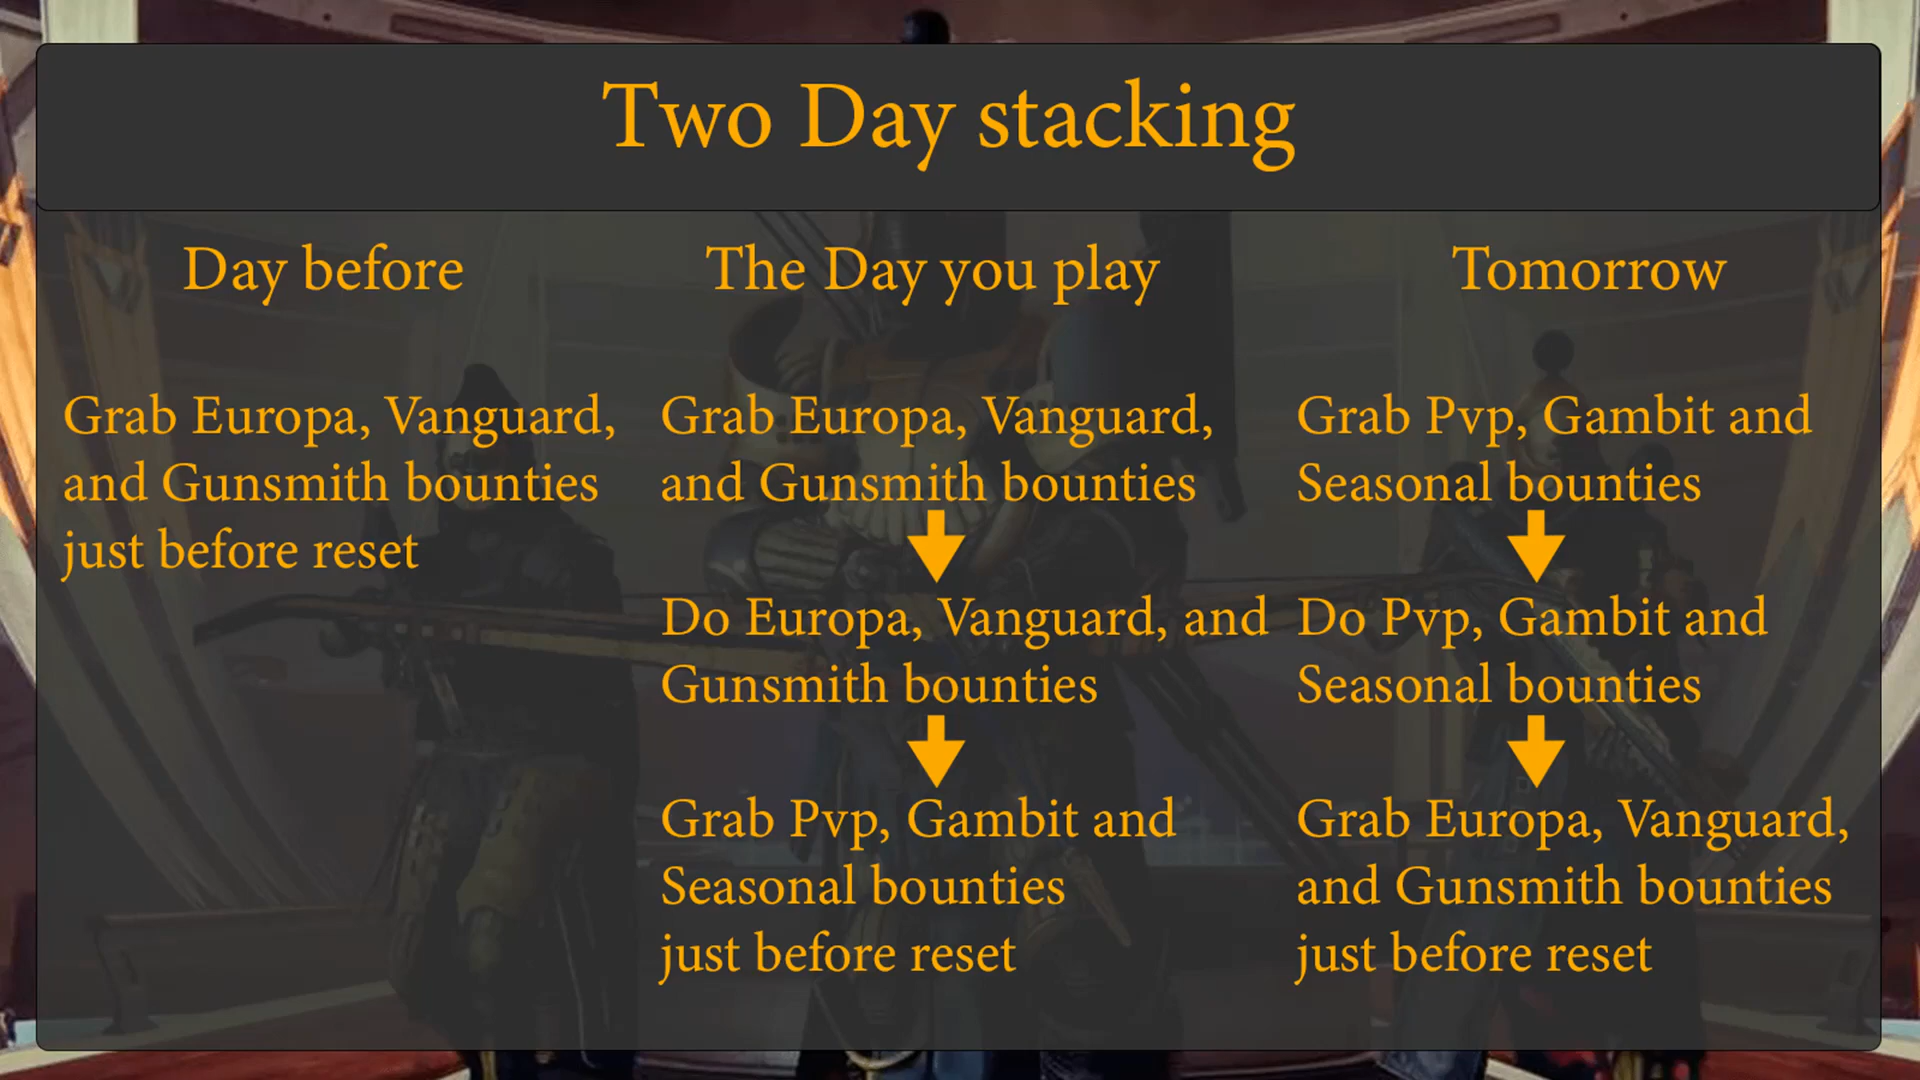 Two Day stacking
Day before
Grab Europa, Vanguard,
and Gunsmith bounties
just before reset
The Day you play
Grab Europa, Vanguard,
and Gunsmith bounties
Do Europa, Vanguard, and
Gunsmith bounties
Grab Pvp, Gambit and
Seasonal bounties
just before reset
Tomorrow
Grab Pvp, Gambit and
Seasonal bounties
Do Pvp, Gambit and
Seasonal bounties
Grab Europa, Vanguard,
and Gunsmith bounties
just before reset